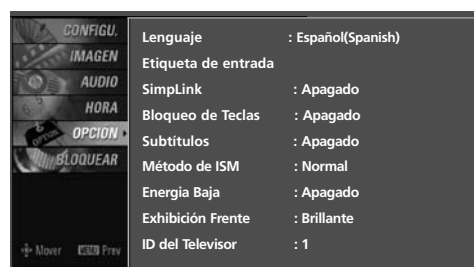 CONFIGU.
IMAGEN
AUDIO
HORA
OPCION
BLOQUEAR
Mover MENU Prev
Lenguaje : Español(Spanish)
Etiqueta de entrada
SimpLink : Apagado
Bloqueo de Teclas : Apagado
Subtítulos : Apagado
Método de ISM : Normal
Energia Baja : Apagado
Exhibición Frente : Brillante
ID del Televisor : 1